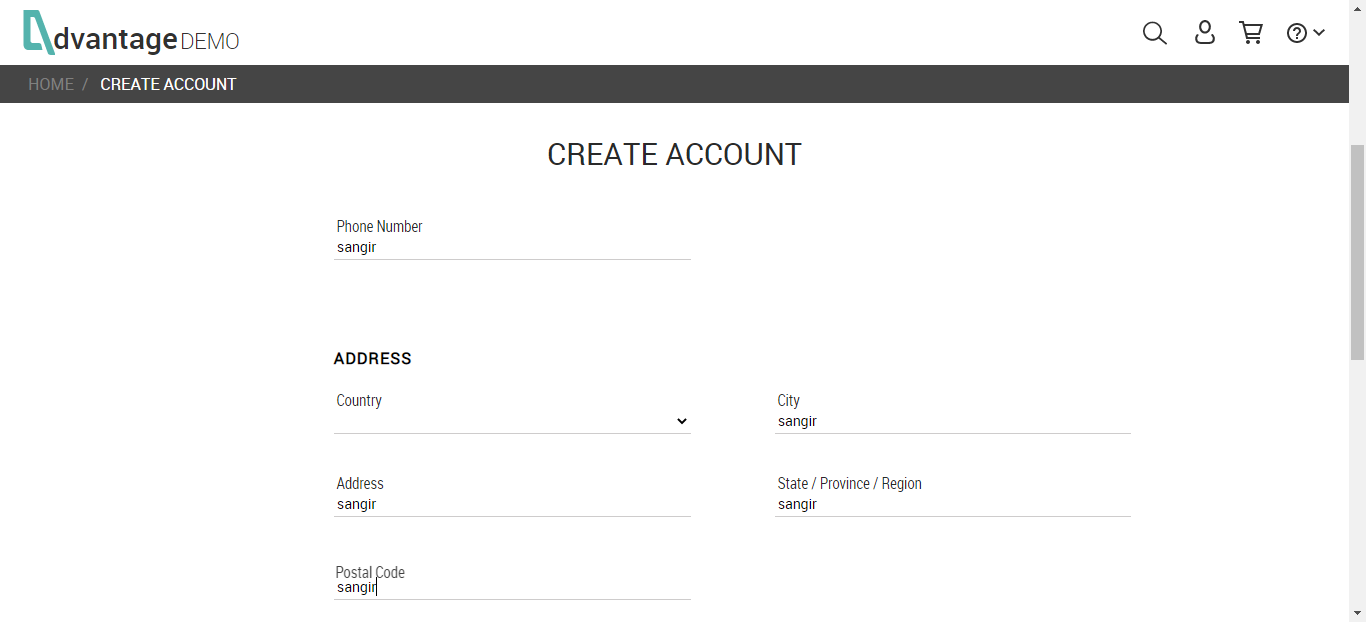 dvantage DEMO
HOME / CREATE ACCOUNT
CREATE ACCOUNT
Phone Number
sangir
ADDRESS
Country
City
sangir
Address
sangir
State / Province / Region
sangir
Postal Code
sangir